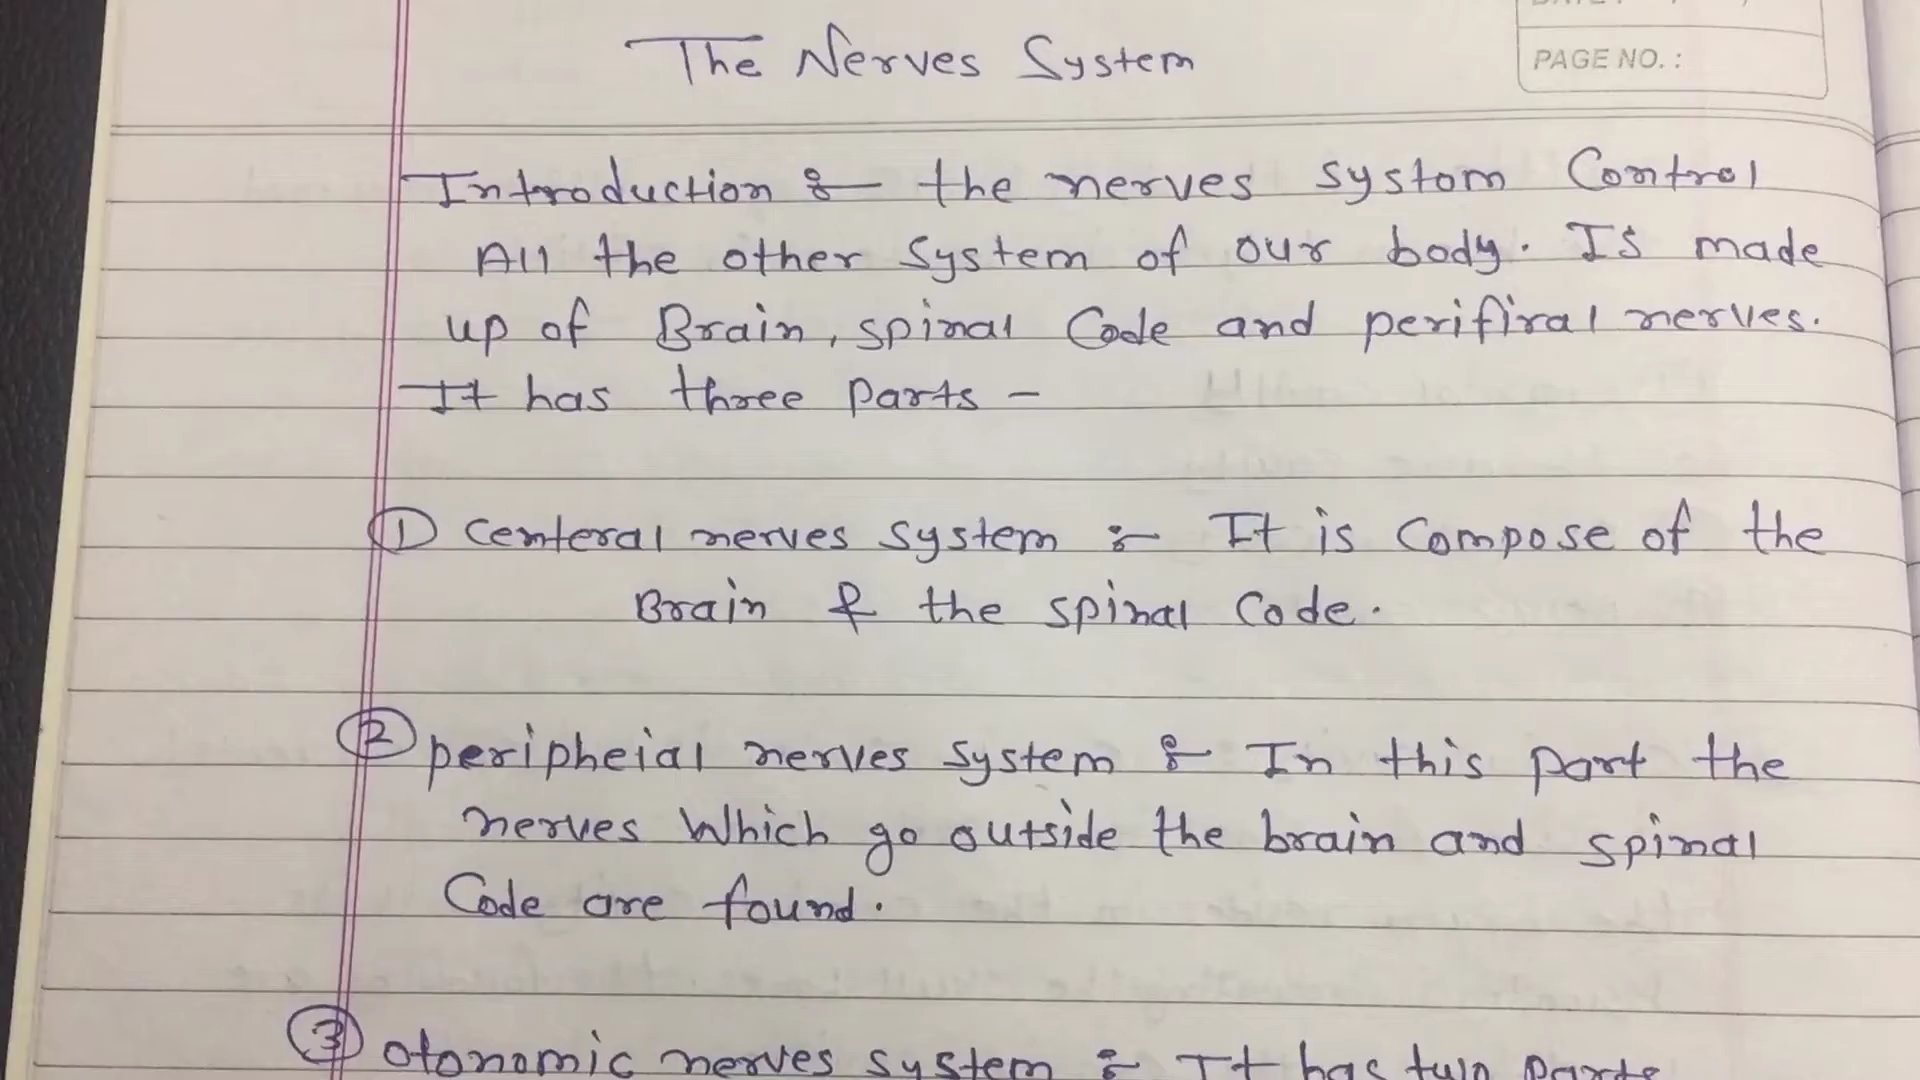 The Nerves System
PAGE NO. :
Introduction :- the nerves systom Control
All the other System of our body. Is made
up of Brain, spinal Code and perifiral nerves.
It has three Parts -
① centeral nerves system :- It is Compose of the
Brain & the spinal Code.
② peripheial nerves system :- In this part the
nerves Which go outside the brain and spinal
Code are found.
③ otonomic nerves system :- It has two parts